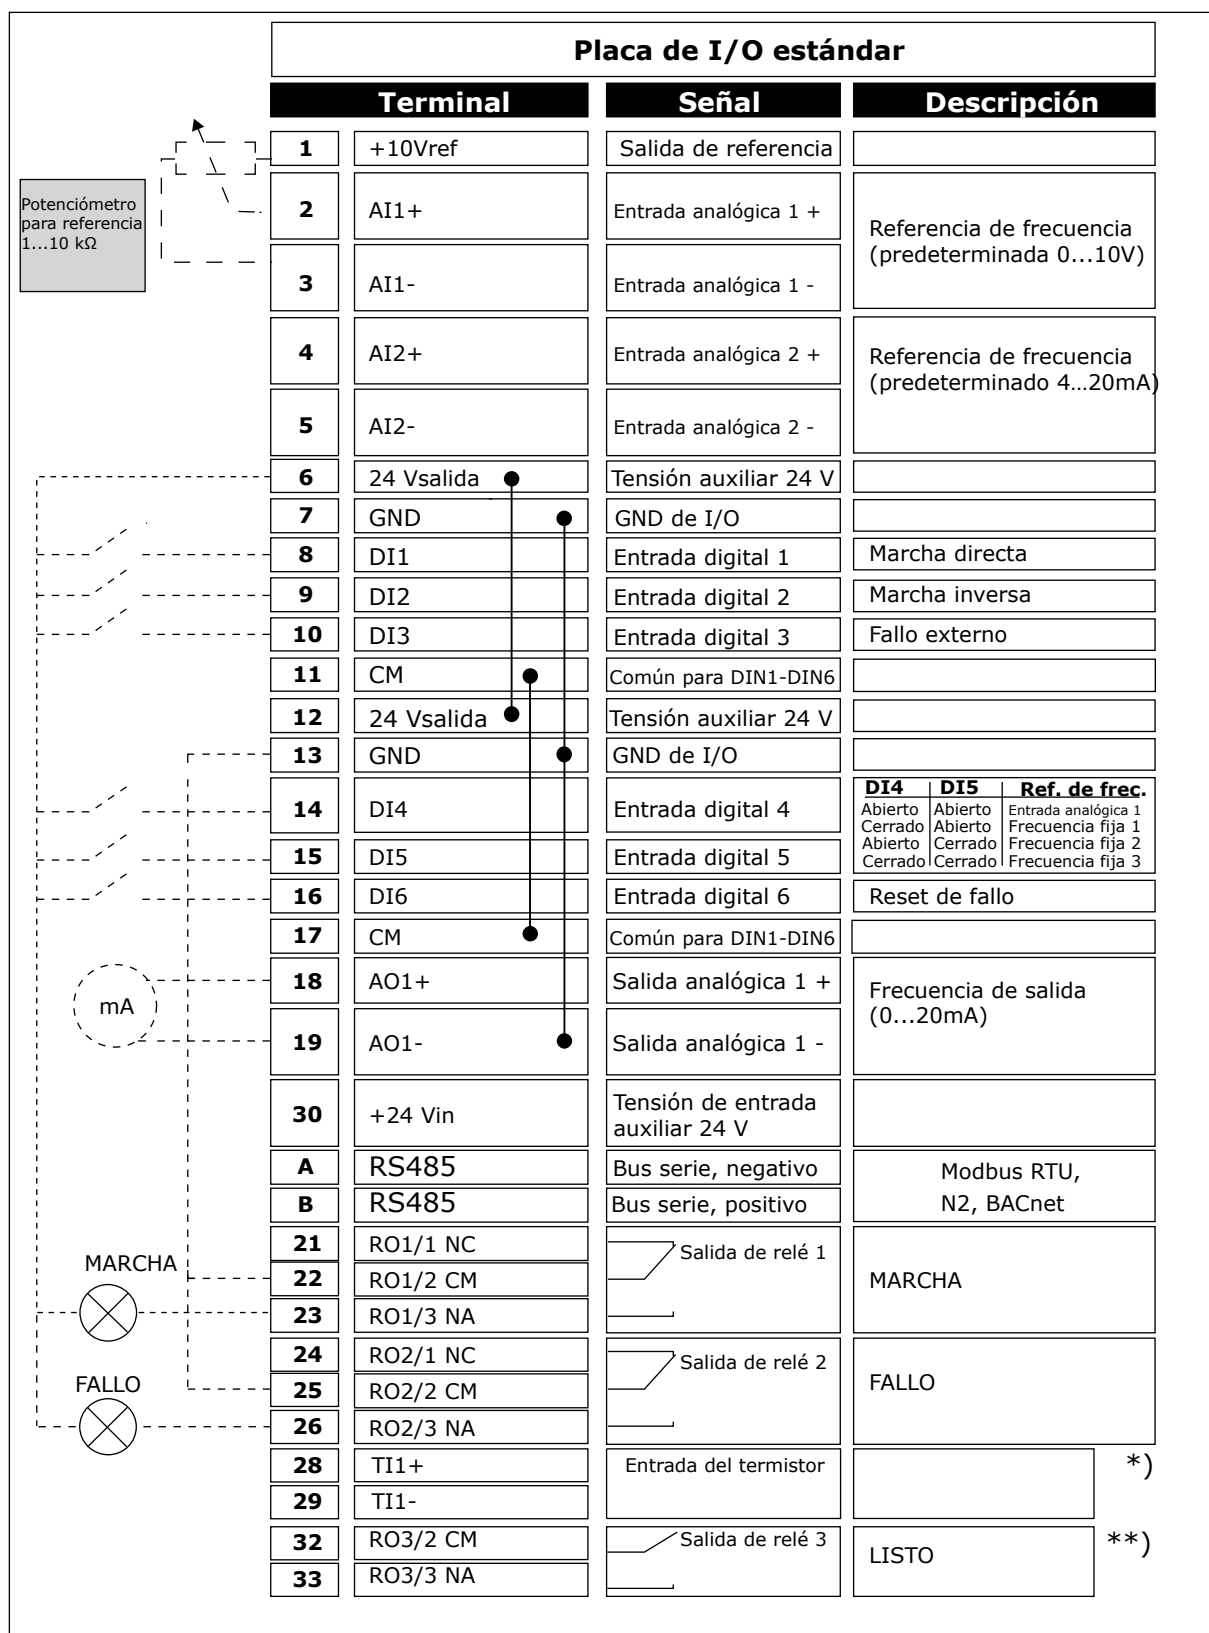 Placa de I/O estándar
Terminal Señal Descripción
1 +10Vref Salida de referencia
Potenciómetro
para referencia
1...10 kΩ
2 AI1+ Entrada analógica 1 +
Referencia de frecuencia
(predeterminada 0...10V)
3 AI1- Entrada analógica 1 -
4 AI2+ Entrada analógica 2 +
Referencia de frecuencia
(predeterminado 4...20mA)
5 AI2- Entrada analógica 2 -
6 24 Vsalida Tensión auxiliar 24 V
7 GND GND de I/O
8 DI1 Entrada digital 1 Marcha directa
9 DI2 Entrada digital 2 Marcha inversa
10 DI3 Entrada digital 3 Fallo externo
11 CM Común para DIN1-DIN6
12 24 Vsalida Tensión auxiliar 24 V
13 GND GND de I/O
14 DI4 Entrada digital 4
DI4 DI5 Ref. de frec.
Abierto Abierto Entrada analógica 1
Cerrado Abierto Frecuencia fija 1
Abierto Cerrado Frecuencia fija 2
Cerrado Cerrado Frecuencia fija 3
15 DI5 Entrada digital 5
16 DI6 Entrada digital 6 Reset de fallo
17 CM Común para DIN1-DIN6
18 AO1+ Salida analógica 1 +
Frecuencia de salida
(0...20mA)
mA
19 AO1- Salida analógica 1 -
30 +24 Vin Tensión de entrada
auxiliar 24 V
A RS485 Bus serie, negativo
Modbus RTU,
N2, BACnet
B RS485 Bus serie, positivo
21 RO1/1 NC Salida de relé 1
MARCHA
22 RO1/2 CM MARCHA
23 RO1/3 NA
24 RO2/1 NC Salida de relé 2
FALLO
25 RO2/2 CM FALLO
26 RO2/3 NA
28 TI1+ Entrada del termistor *)
29 TI1-
32 RO3/2 CM Salida de relé 3 LISTO **)
33 RO3/3 NA